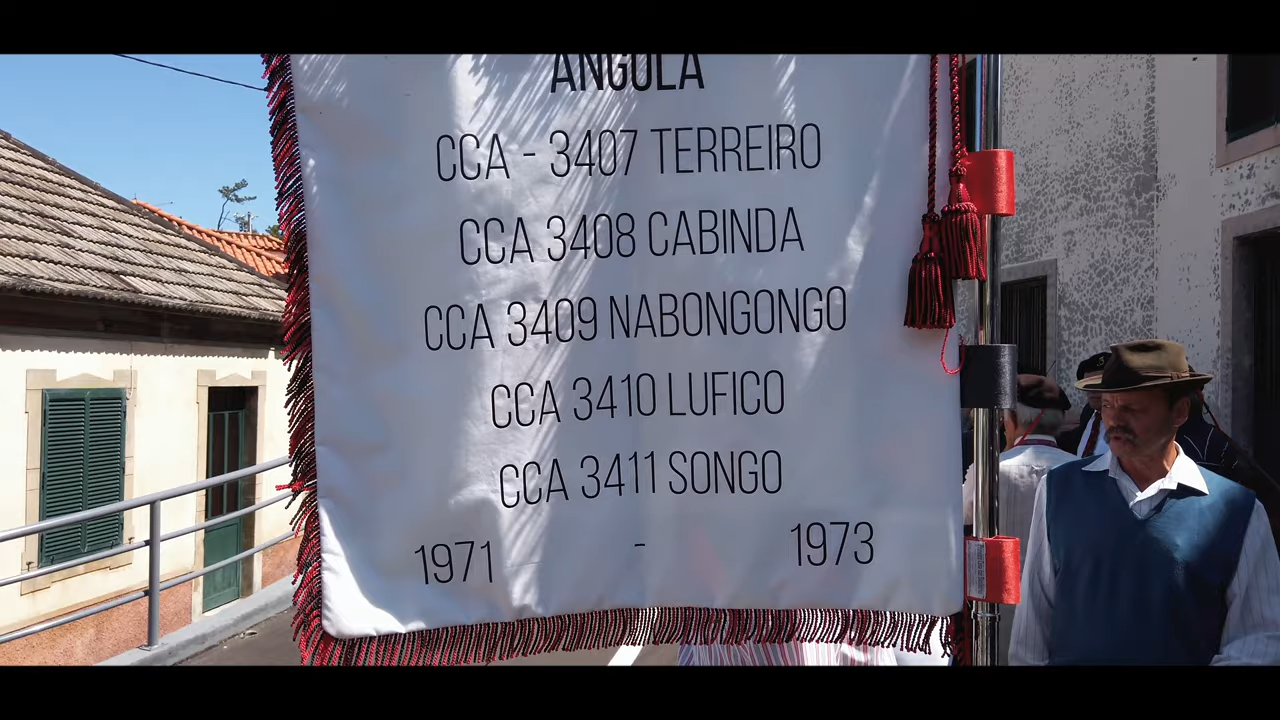 ANGOLA
CCA - 3407 TERREIRO
CCA 3408 CABINDA
CCA 3409 NABONGONGO
CCA 3410 LUFICO
CCA 3411 SONGO
1971 - 1973